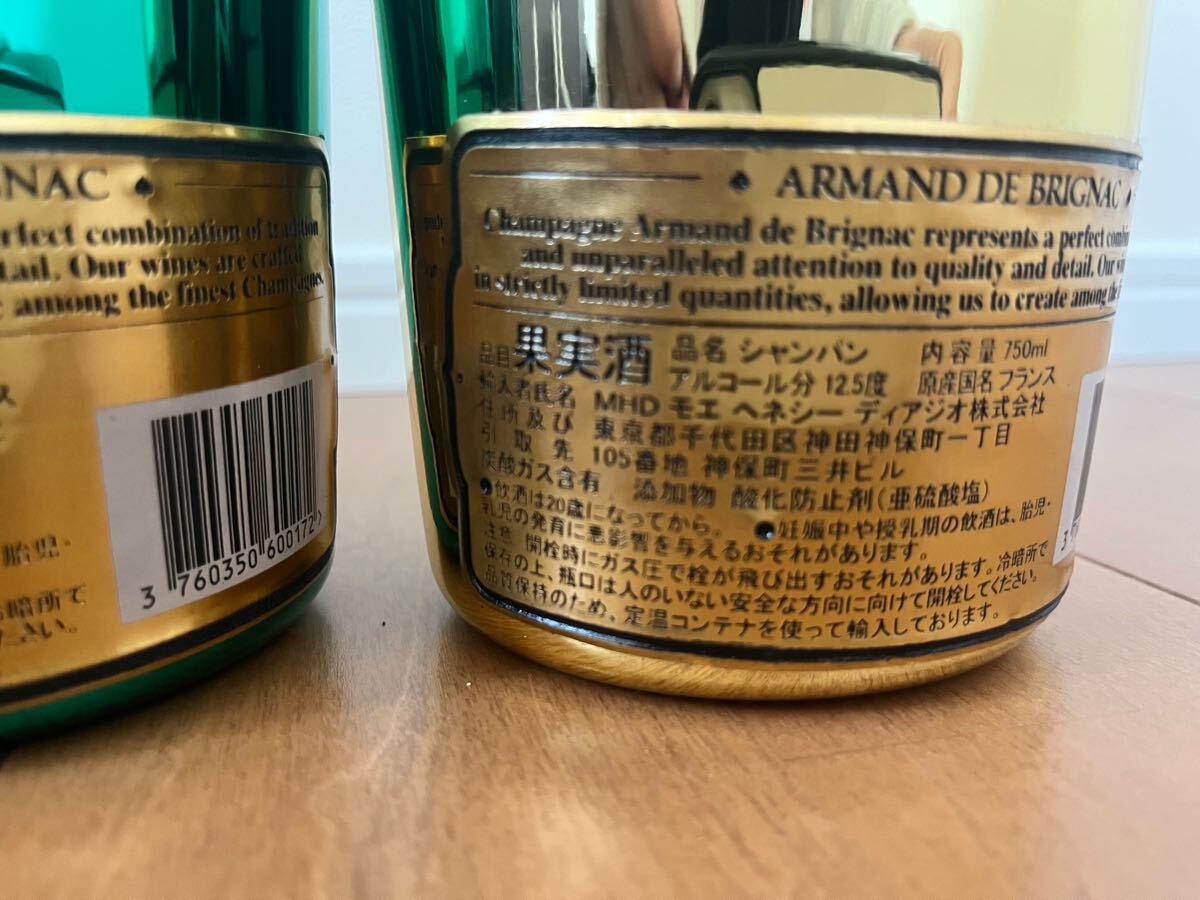 GNAC ♠
rfect combination of tradition
tail. Our wines are crafted
among the finest Champagnes.
ス
胎児・
冷暗所で
ださい。
3 760350 600172
♠ ARMAND DE BRIGNAC ♠
Champagne Armand de Brignac represents a perfect combi
and unparalleled attention to quality and detail. Our wi
in strictly limited quantities, allowing us to create among the f
品目 果実酒 品名 シャンパン 内容量 750ml
アルコール分 12.5度 原産国名 フランス
輸入者氏名 MHD モエ ヘネシー ディアジオ株式会社
住所及び 東京都千代田区神田神保町一丁目
引取先 105番地 神保町三井ビル
炭酸ガス含有 添加物 酸化防止剤(亜硫酸塩)
●飲酒は20歳になってから。 ●妊娠中や授乳期の飲酒は、胎児・
乳児の発育に悪影響を与えるおそれがあります。
注意 開栓時にガス圧で栓が飛び出すおそれがあります。冷暗所で
保存の上、瓶口は人のいない安全な方向に向けて開栓してください。
品質保持のため、定温コンテナを使って輸入しております。
3